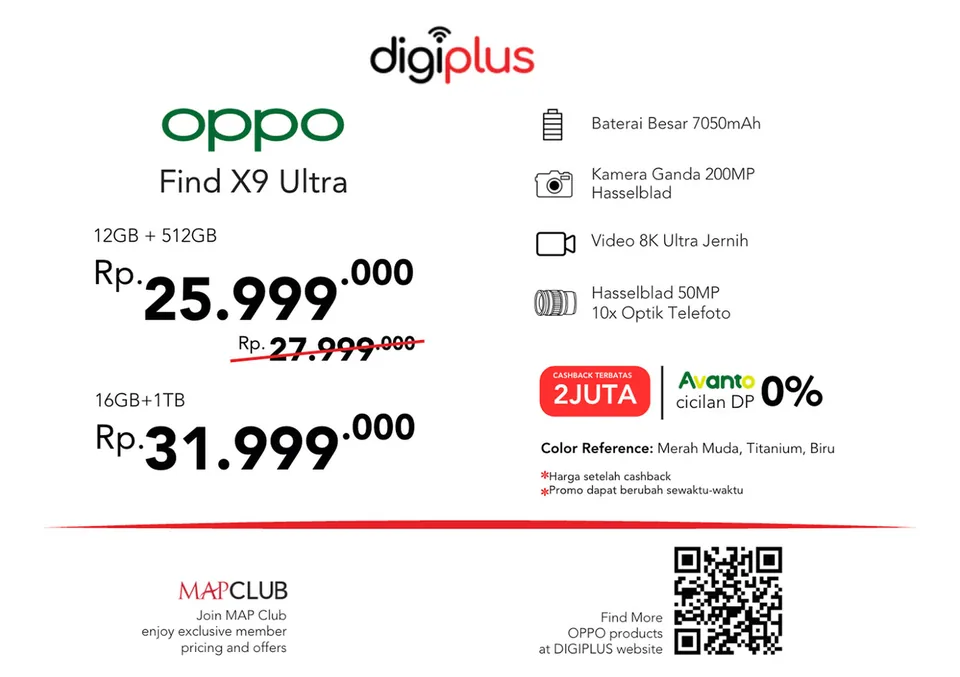 digiplus
oppo
Find X9 Ultra
12GB + 512GB
Rp. 25.999.000
Rp. 27.999.000
16GB+1TB
Rp. 31.999.000
Baterai Besar 7050mAh
Kamera Ganda 200MP
Hasselblad
Video 8K Ultra Jernih
Hasselblad 50MP
10x Optik Telefoto
CASHBACK TERBATAS
2JUTA
Avanto
cicilan DP 0%
Color Reference: Merah Muda, Titanium, Biru
*Harga setelah cashback
*Promo dapat berubah sewaktu-waktu
MAPCLUB
Join MAP Club
enjoy exclusive member
pricing and offers
Find More
OPPO products
at DIGIPLUS website